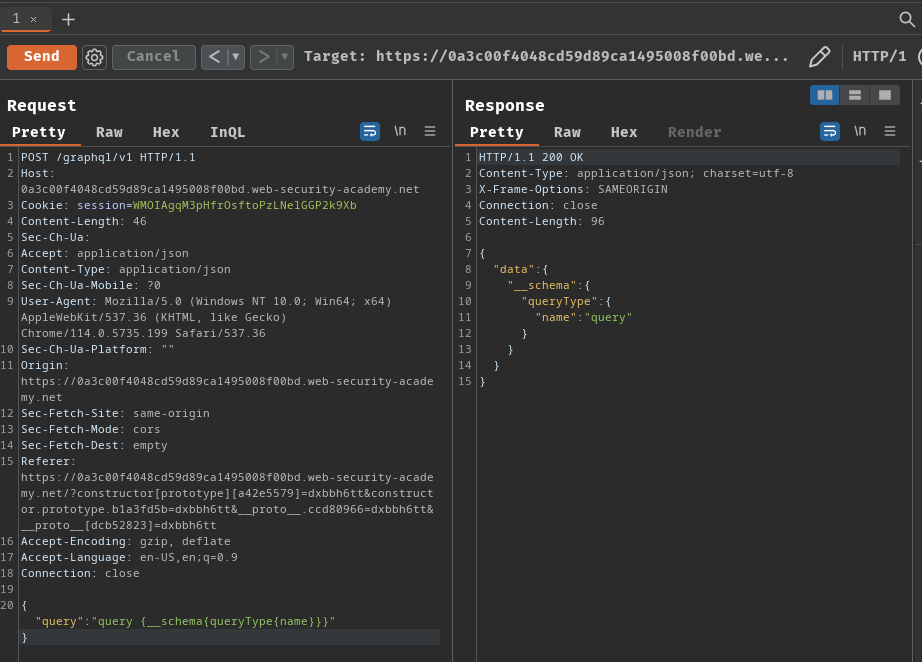 1 × +
Send Cancel < ▾ > ▾ Target: https://0a3c00f4048cd59d89ca1495008f00bd.we... HTTP/1
Request
Pretty Raw Hex InQL \n
1 POST /graphql/v1 HTTP/1.1
2 Host:
0a3c00f4048cd59d89ca1495008f00bd.web-security-academy.net
3 Cookie: session=WMOIAgqM3pHfrOsftoPzLNelGGP2k9Xb
4 Content-Length: 46
5 Sec-Ch-Ua:
6 Accept: application/json
7 Content-Type: application/json
8 Sec-Ch-Ua-Mobile: ?0
9 User-Agent: Mozilla/5.0 (Windows NT 10.0; Win64; x64)
AppleWebKit/537.36 (KHTML, like Gecko)
Chrome/114.0.5735.199 Safari/537.36
10 Sec-Ch-Ua-Platform: ""
11 Origin:
https://0a3c00f4048cd59d89ca1495008f00bd.web-security-acade
my.net
12 Sec-Fetch-Site: same-origin
13 Sec-Fetch-Mode: cors
14 Sec-Fetch-Dest: empty
15 Referer:
https://0a3c00f4048cd59d89ca1495008f00bd.web-security-acade
my.net/?constructor[prototype][a42e5579]=dxbbh6tt&construct
or.prototype.b1a3fd5b=dxbbh6tt&__proto__.ccd80966=dxbbh6tt&
__proto__[dcb52823]=dxbbh6tt
16 Accept-Encoding: gzip, deflate
17 Accept-Language: en-US,en;q=0.9
18 Connection: close
19
20 {
"query":"query {__schema{queryType{name}}}"
}
Response
Pretty Raw Hex Render \n
1 HTTP/1.1 200 OK
2 Content-Type: application/json; charset=utf-8
3 X-Frame-Options: SAMEORIGIN
4 Connection: close
5 Content-Length: 96
6
7 {
8 "data":{
9 "__schema":{
10 "queryType":{
11 "name":"query"
12 }
13 }
14 }
15 }